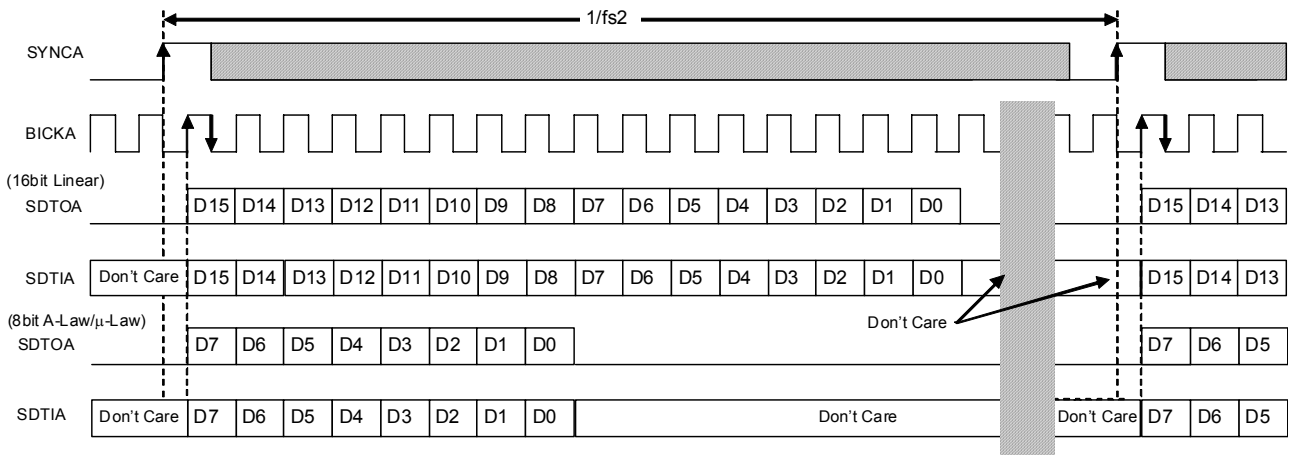 1/fs2
SYNCA
BICKA
(16bit Linear)
SDTOA D15 D14 D13 D12 D11 D10 D9 D8 D7 D6 D5 D4 D3 D2 D1 D0 D15 D14 D13
SDTIA Don't Care D15 D14 D13 D12 D11 D10 D9 D8 D7 D6 D5 D4 D3 D2 D1 D0 D15 D14 D13
Don't Care
(8bit A-Law/μ-Law)
SDTOA D7 D6 D5 D4 D3 D2 D1 D0 D7 D6 D5
SDTIA Don't Care D7 D6 D5 D4 D3 D2 D1 D0 Don't Care Don't Care D7 D6 D5